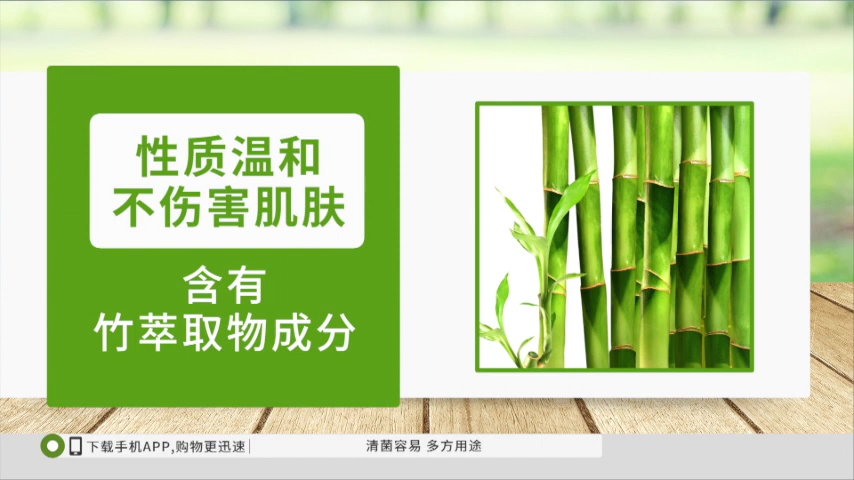 性质温和
不伤害肌肤
含有
竹萃取物成分
下载手机APP,购物更迅速
清菌容易 多方用途